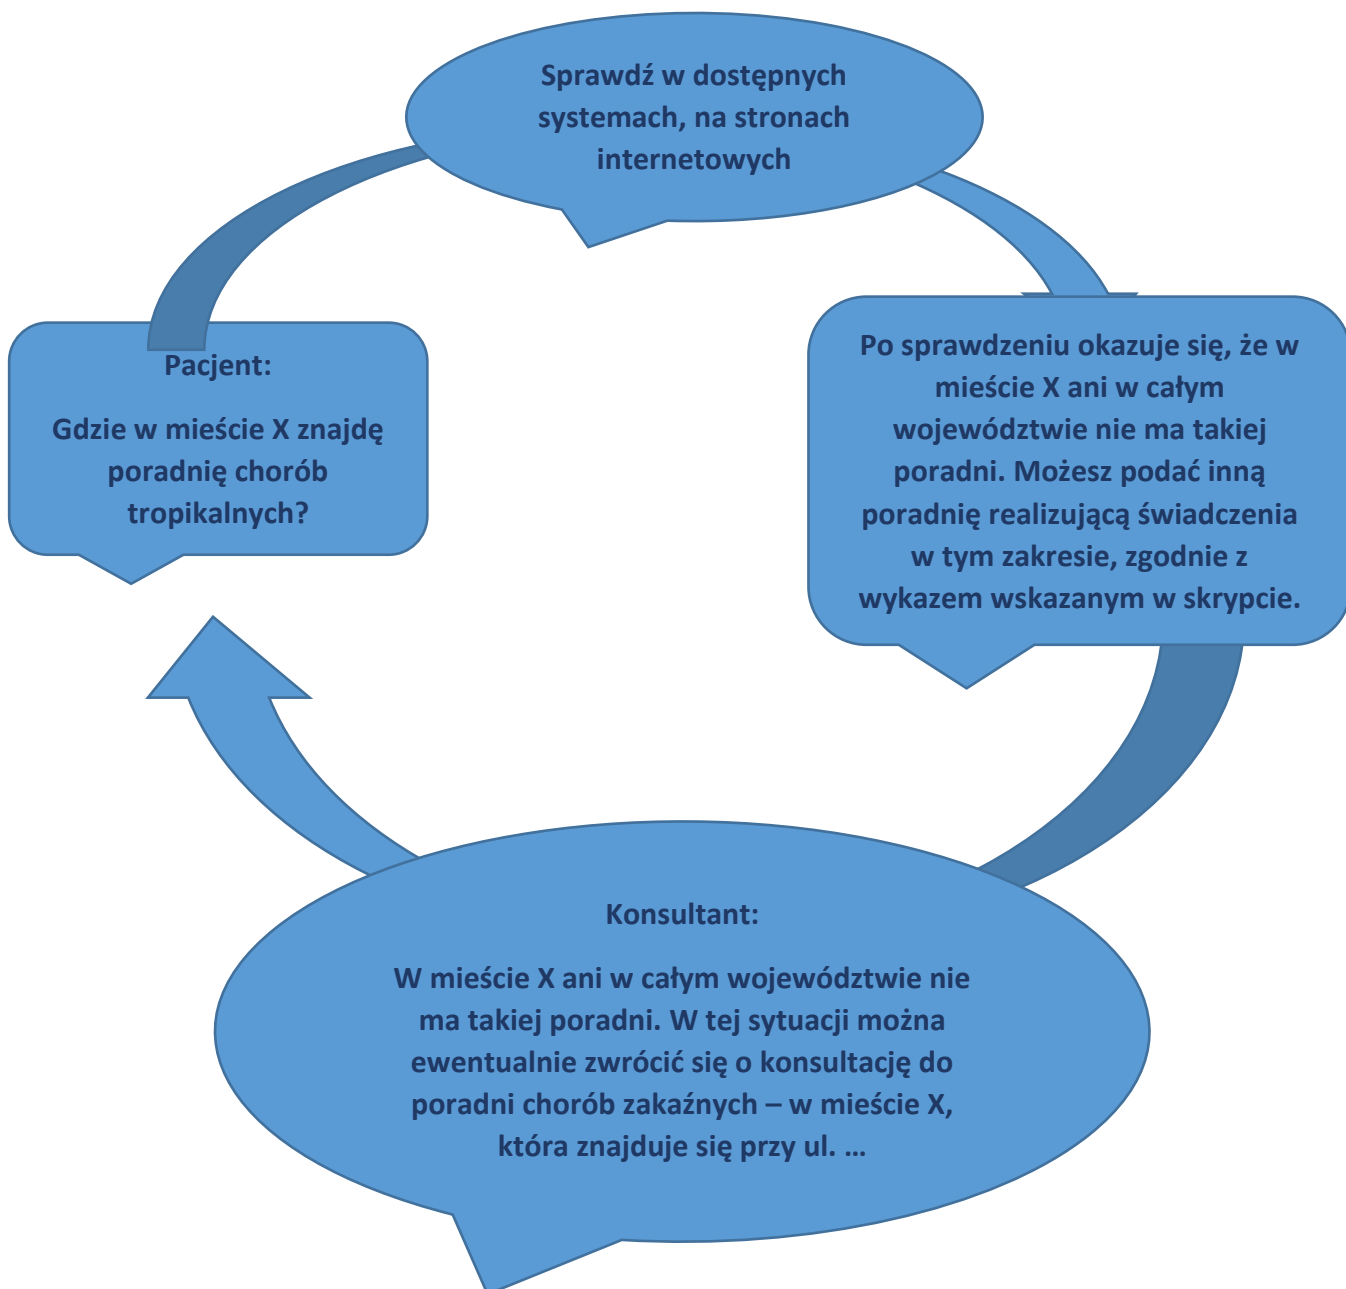 Sprawdź w dostępnych
systemach, na stronach
internetowych
Pacjent:
Gdzie w mieście X znajdę
poradnię chorób
tropikalnych?
Po sprawdzeniu okazuje się, że w
mieście X ani w całym
województwie nie ma takiej
poradni. Możesz podać inną
poradnię realizującą świadczenia
w tym zakresie, zgodnie z
wykazem wskazanym w skrypcie.
Konsultant:
W mieście X ani w całym województwie nie
ma takiej poradni. W tej sytuacji można
ewentualnie zwrócić się o konsultację do
poradni chorób zakaźnych – w mieście X,
która znajduje się przy ul. …